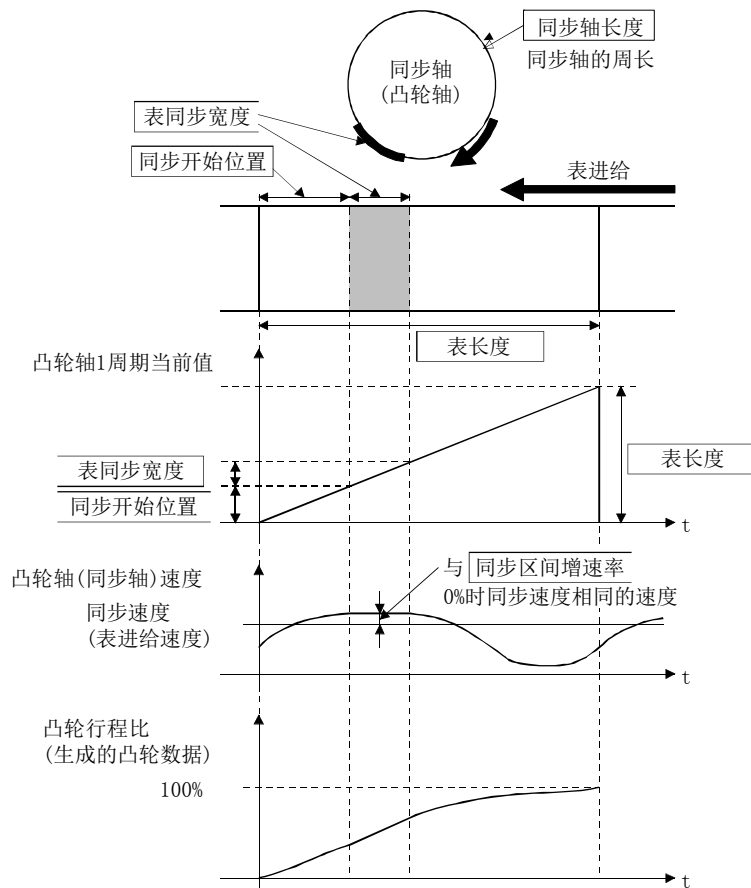 同步轴长度
同步轴的周长
同步轴
(凸轮轴)
表同步宽度
同步开始位置
表进给
表长度
凸轮轴1周期当前值
表同步宽度
同步开始位置
表长度
t
凸轮轴(同步轴)速度
同步速度
(表进给速度)
与 同步区间增速率
0%时同步速度相同的速度
t
凸轮行程比
(生成的凸轮数据)
100%
t